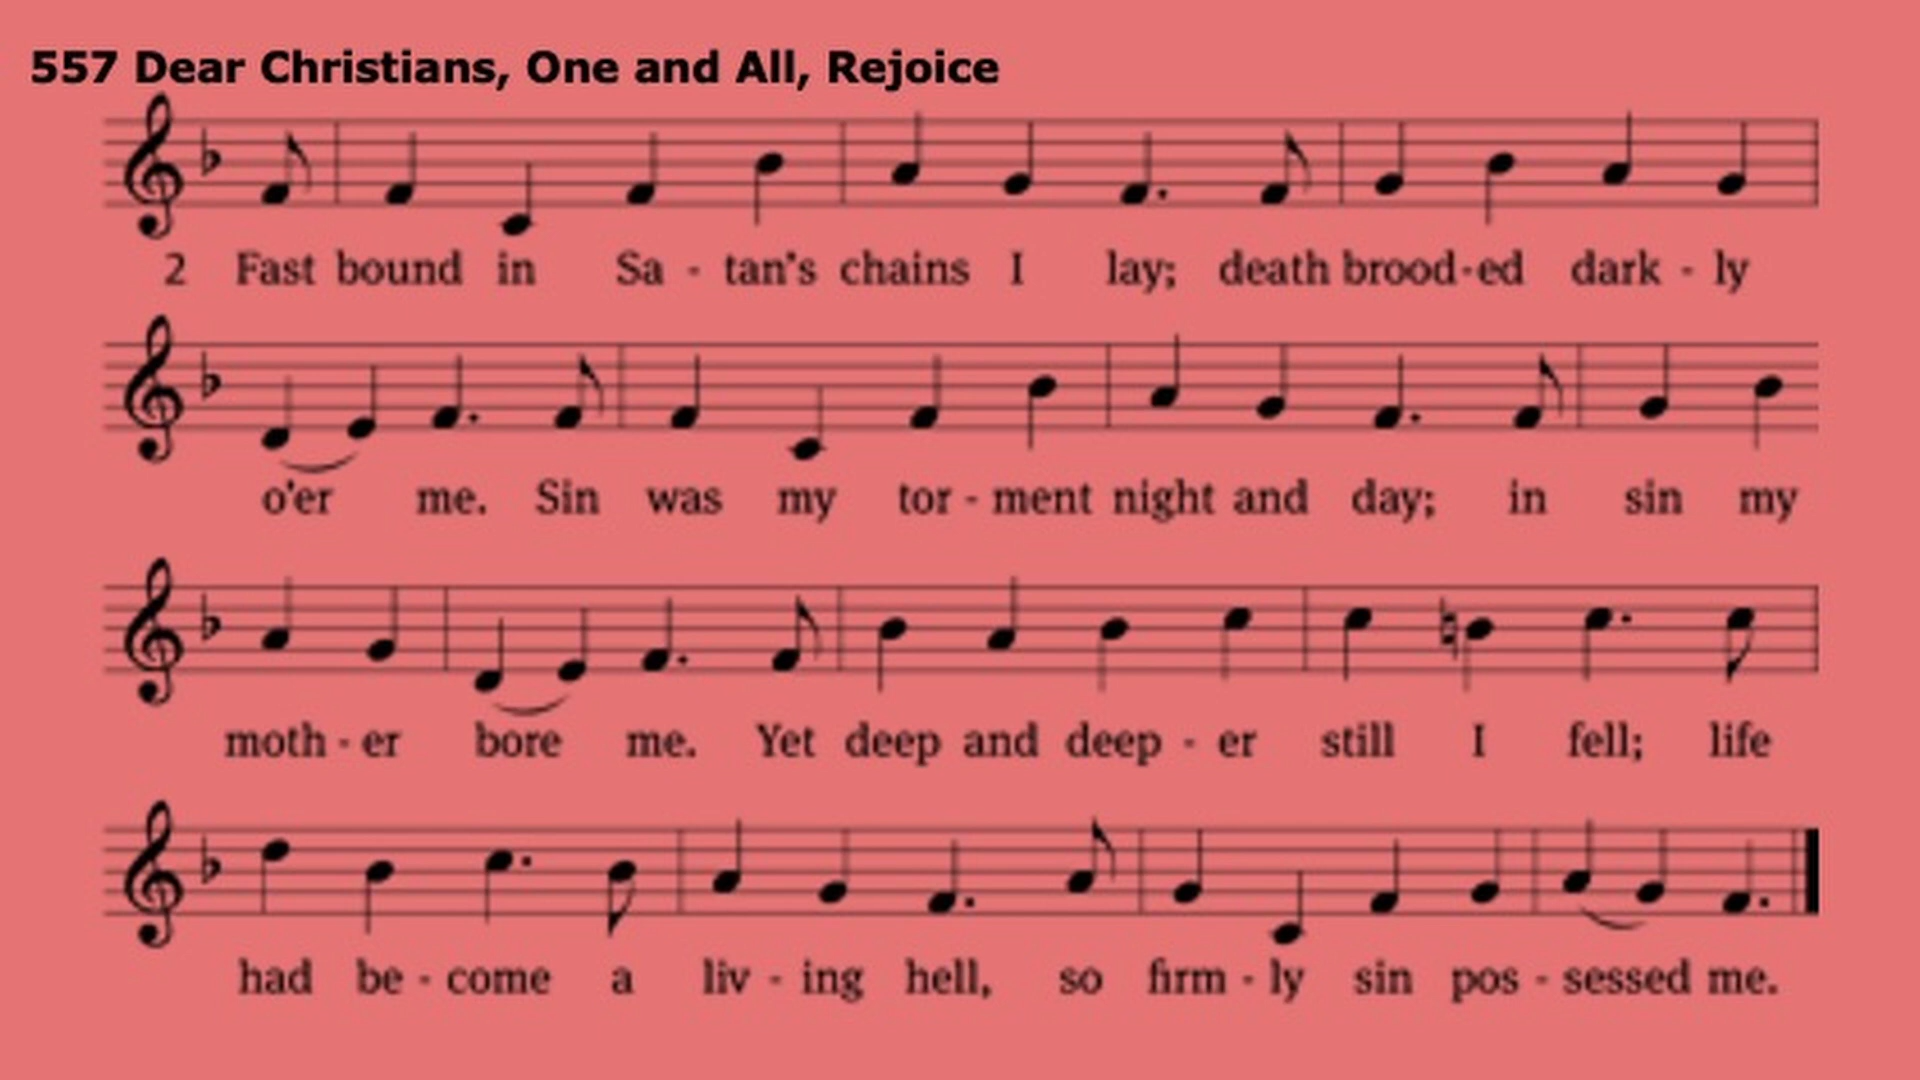 557 Dear Christians, One and All, Rejoice
2 Fast bound in Sa - tan's chains I lay; death brood-ed dark - ly
o'er me. Sin was my tor - ment night and day; in sin my
moth - er bore me. Yet deep and deep - er still I fell; life
had be - come a liv - ing hell, so firm - ly sin pos - sessed me.